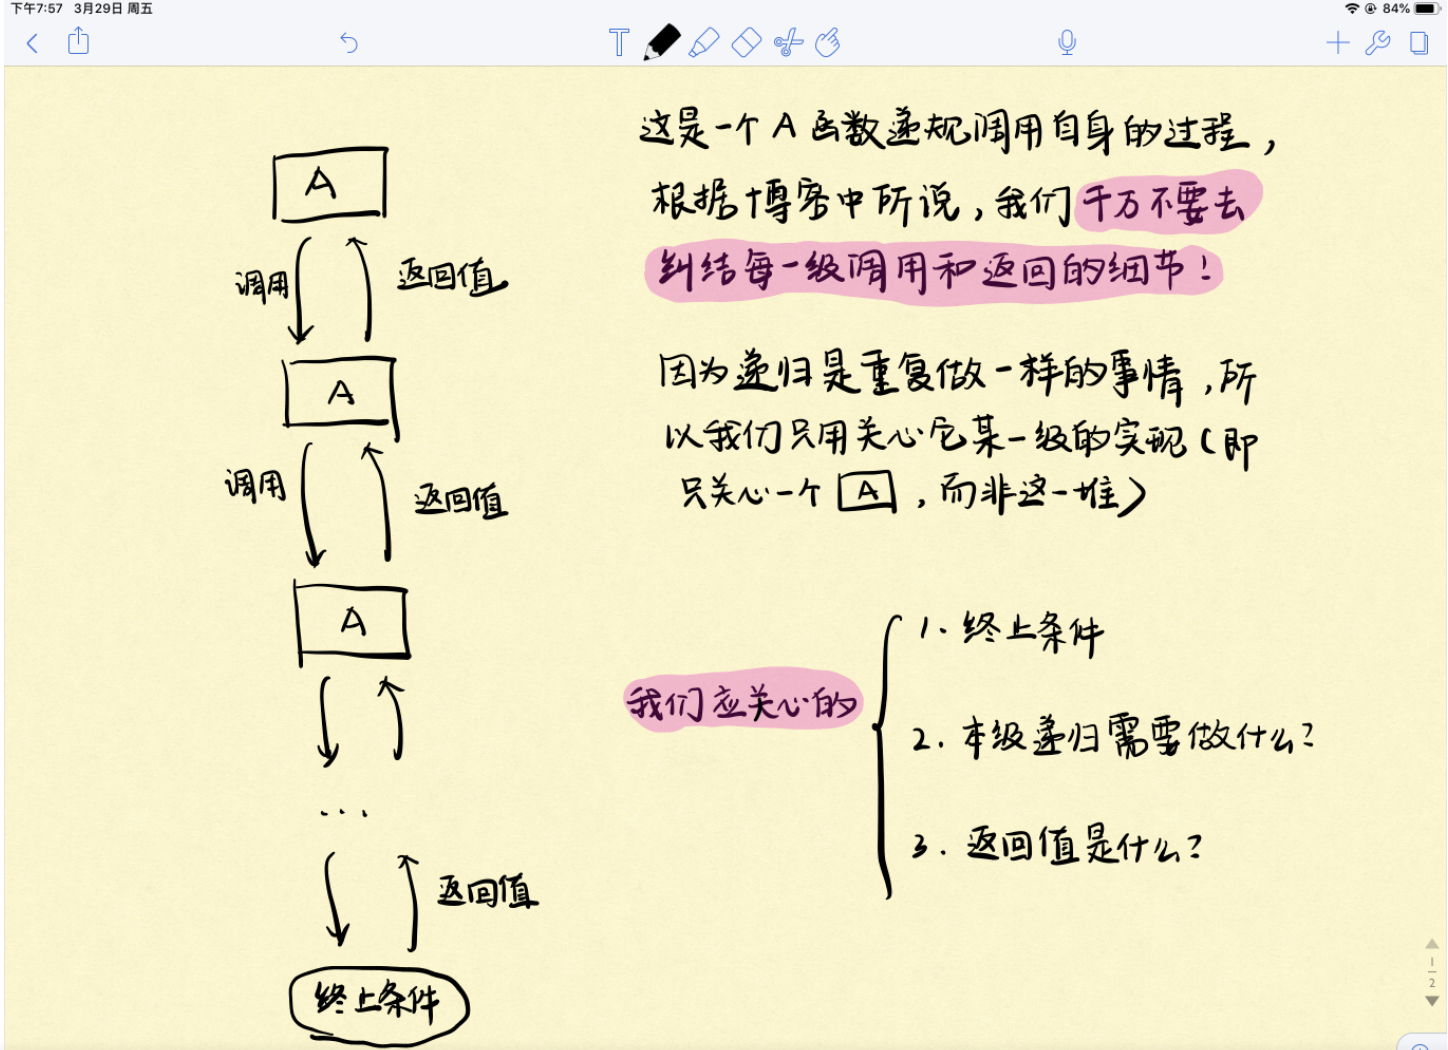 下午7:57 3月29日 周五
84%
T
A
调用
返回值
A
调用
返回值
A
...
返回值
终止条件
这是一个 A 函数递规调用自身的过程，
根据博客中所说，我们千万不要去
纠结每一级调用和返回的细节！
因为递归是重复做一样的事情，所
以我们只用关心它某一级的实现（即
只关心一个 A ，而非这一堆）
我们应关心的
1. 终止条件
2. 本级递归需要做什么？
3. 返回值是什么？
1
2